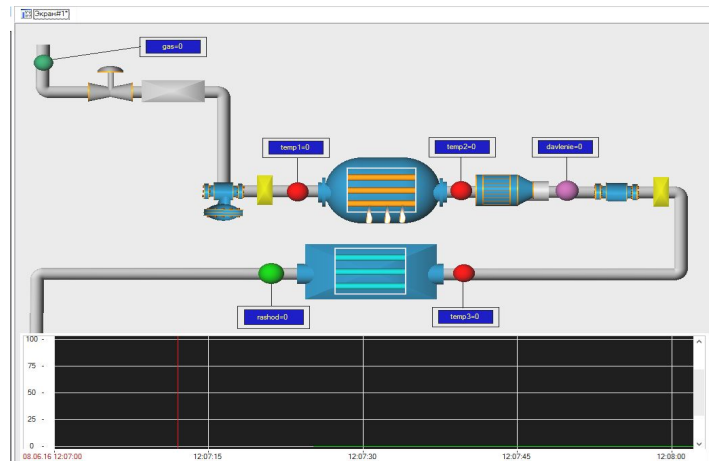 Экран#1*
gas=0
temp1=0
temp2=0
davlenie=0
rashod=0
temp3=0
100
75
50
25
0
08.06.16 12:07:00 12:07:15 12:07:30 12:07:45 12:08:00